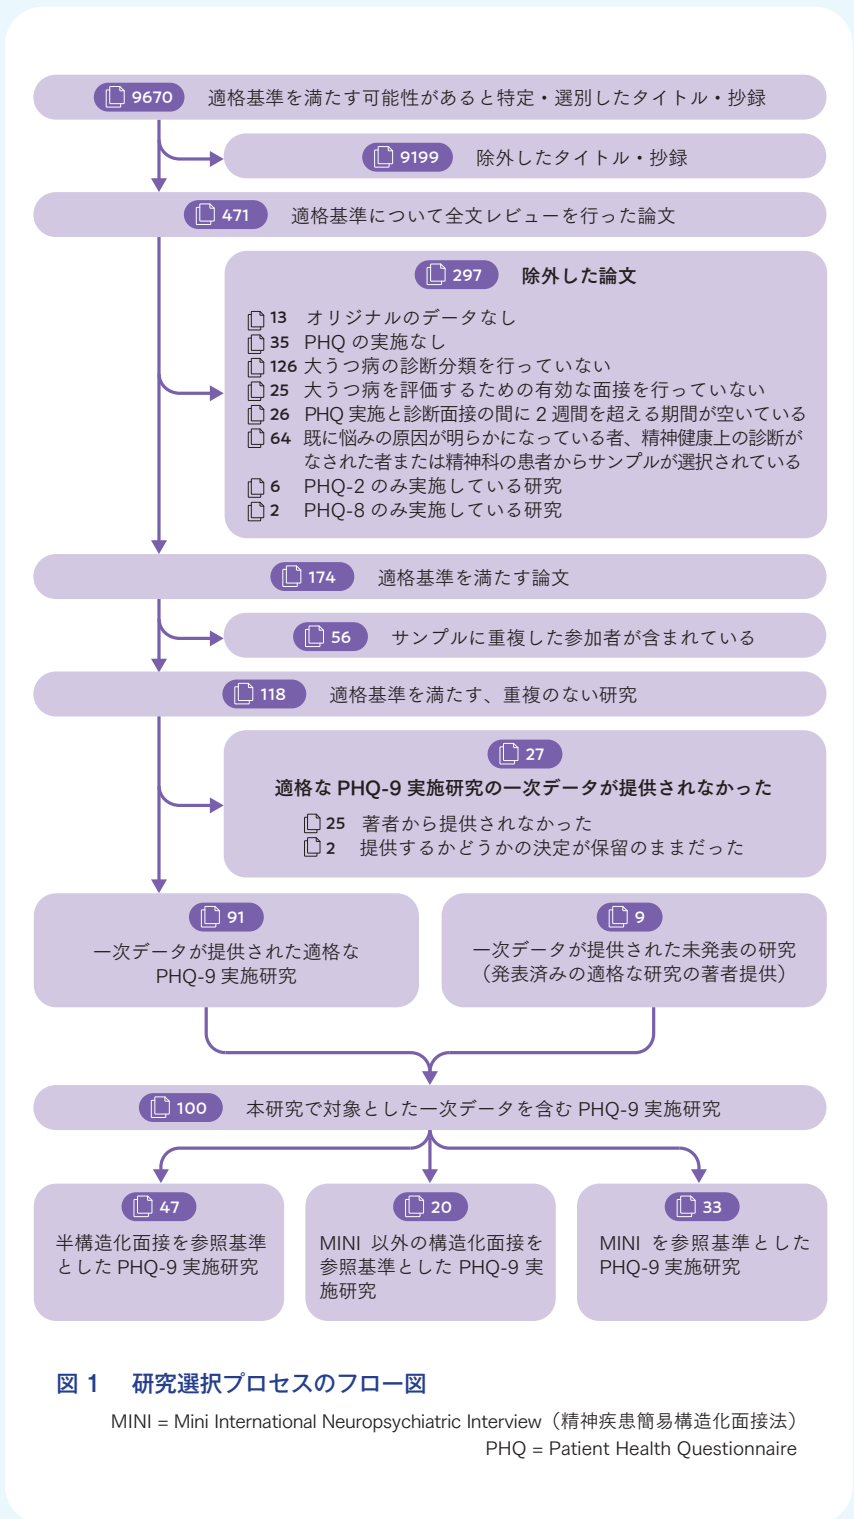 9670 適格基準を満たす可能性があると特定・選別したタイトル・抄録
9199 除外したタイトル・抄録
471 適格基準について全文レビューを行った論文
297 除外した論文
13 オリジナルのデータなし
35 PHQ の実施なし
126 大うつ病の診断分類を行っていない
25 大うつ病を評価するための有効な面接を行っていない
26 PHQ 実施と診断面接の間に 2 週間を超える期間が空いている
64 既に悩みの原因が明らかになっている者、精神健康上の診断が
なされた者または精神科の患者からサンプルが選択されている
6 PHQ-2 のみ実施している研究
2 PHQ-8 のみ実施している研究
174 適格基準を満たす論文
56 サンプルに重複した参加者が含まれている
118 適格基準を満たす、重複のない研究
27
適格な PHQ-9 実施研究の一次データが提供されなかった
25 著者から提供されなかった
2 提供するかどうかの決定が保留のままだった
91
一次データが提供された適格な
PHQ-9 実施研究
9
一次データが提供された未発表の研究
（発表済みの適格な研究の著者提供）
100 本研究で対象とした一次データを含む PHQ-9 実施研究
47
半構造化面接を参照基準
とした PHQ-9 実施研究
20
MINI 以外の構造化面接を
参照基準とした PHQ-9 実
施研究
33
MINI を参照基準とした
PHQ-9 実施研究
図 1 研究選択プロセスのフロー図
MINI = Mini International Neuropsychiatric Interview（精神疾患簡易構造化面接法）
PHQ = Patient Health Questionnaire